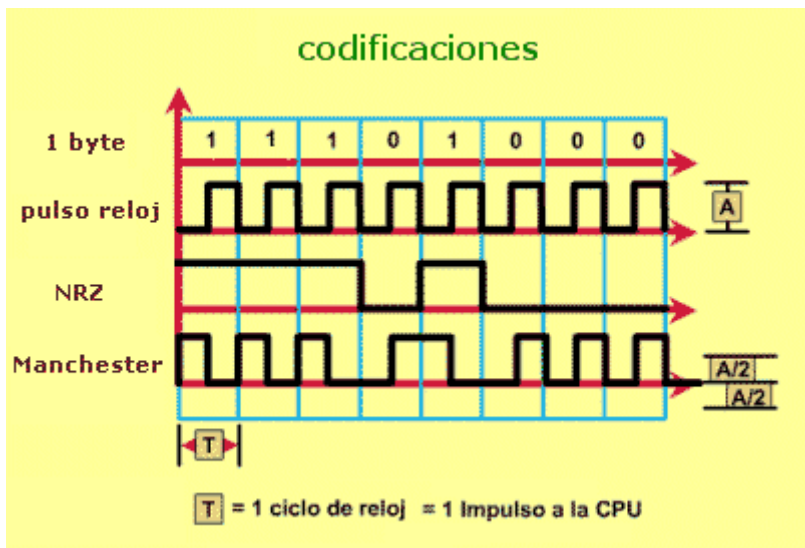 codificaciones
1 byte 1 1 1 0 1 0 0 0
pulso reloj A
NRZ
Manchester A/2
A/2
T
T = 1 ciclo de reloj = 1 Impulso a la CPU